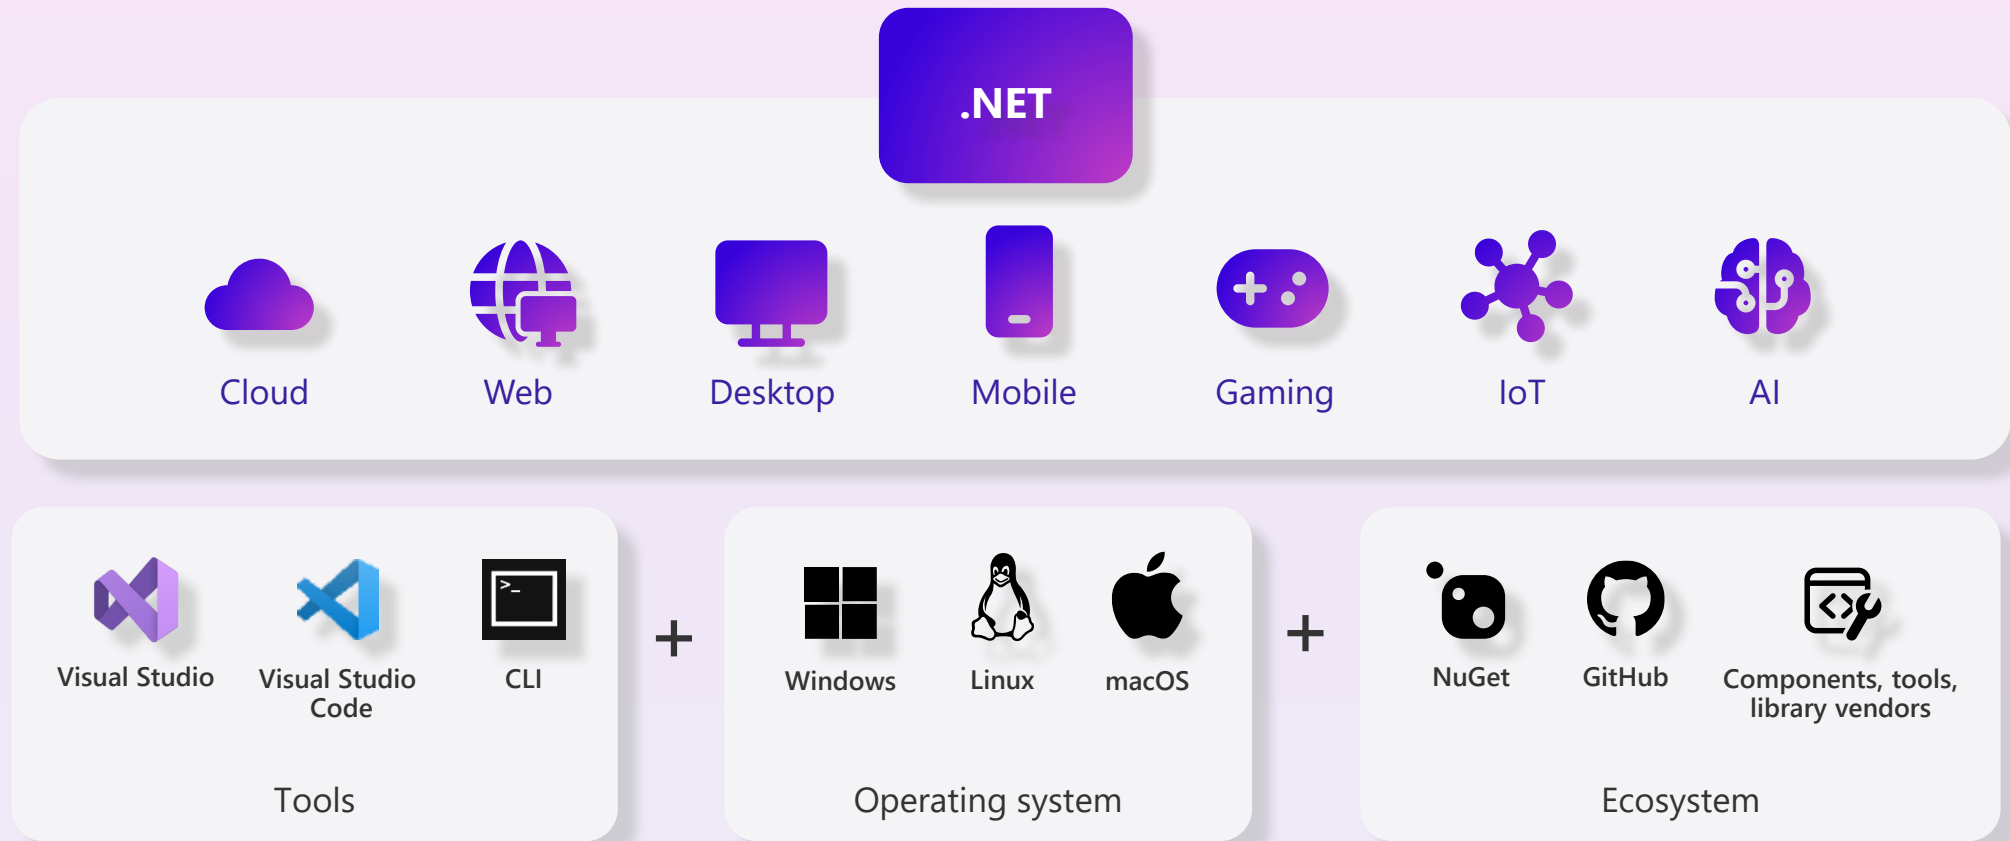 .NET
Cloud
Web
Desktop
Mobile
Gaming
IoT
AI
>_
Visual Studio
Visual Studio
Code
CLI
Tools
+
Windows
Linux
macOS
Operating system
+
<>
NuGet
GitHub
Components, tools,
library vendors
Ecosystem